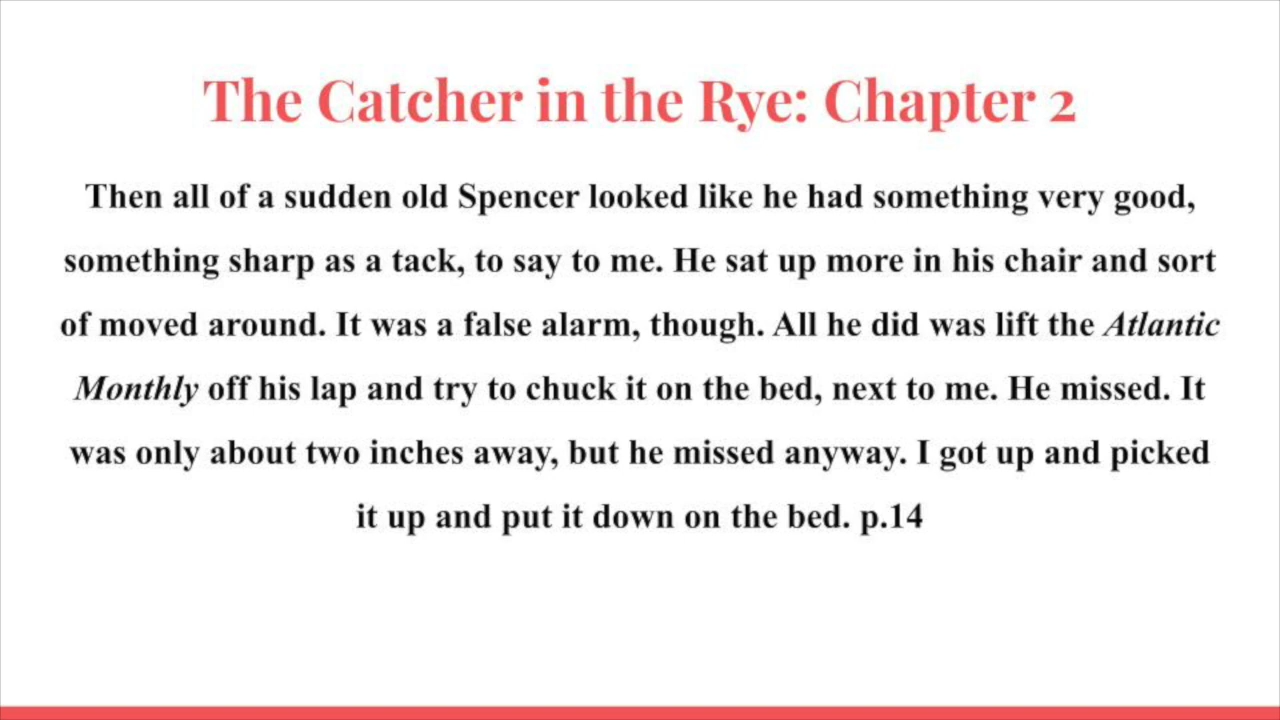 The Catcher in the Rye: Chapter 2
Then all of a sudden old Spencer looked like he had something very good,
something sharp as a tack, to say to me. He sat up more in his chair and sort
of moved around. It was a false alarm, though. All he did was lift the Atlantic
Monthly off his lap and try to chuck it on the bed, next to me. He missed. It
was only about two inches away, but he missed anyway. I got up and picked
it up and put it down on the bed. p.14